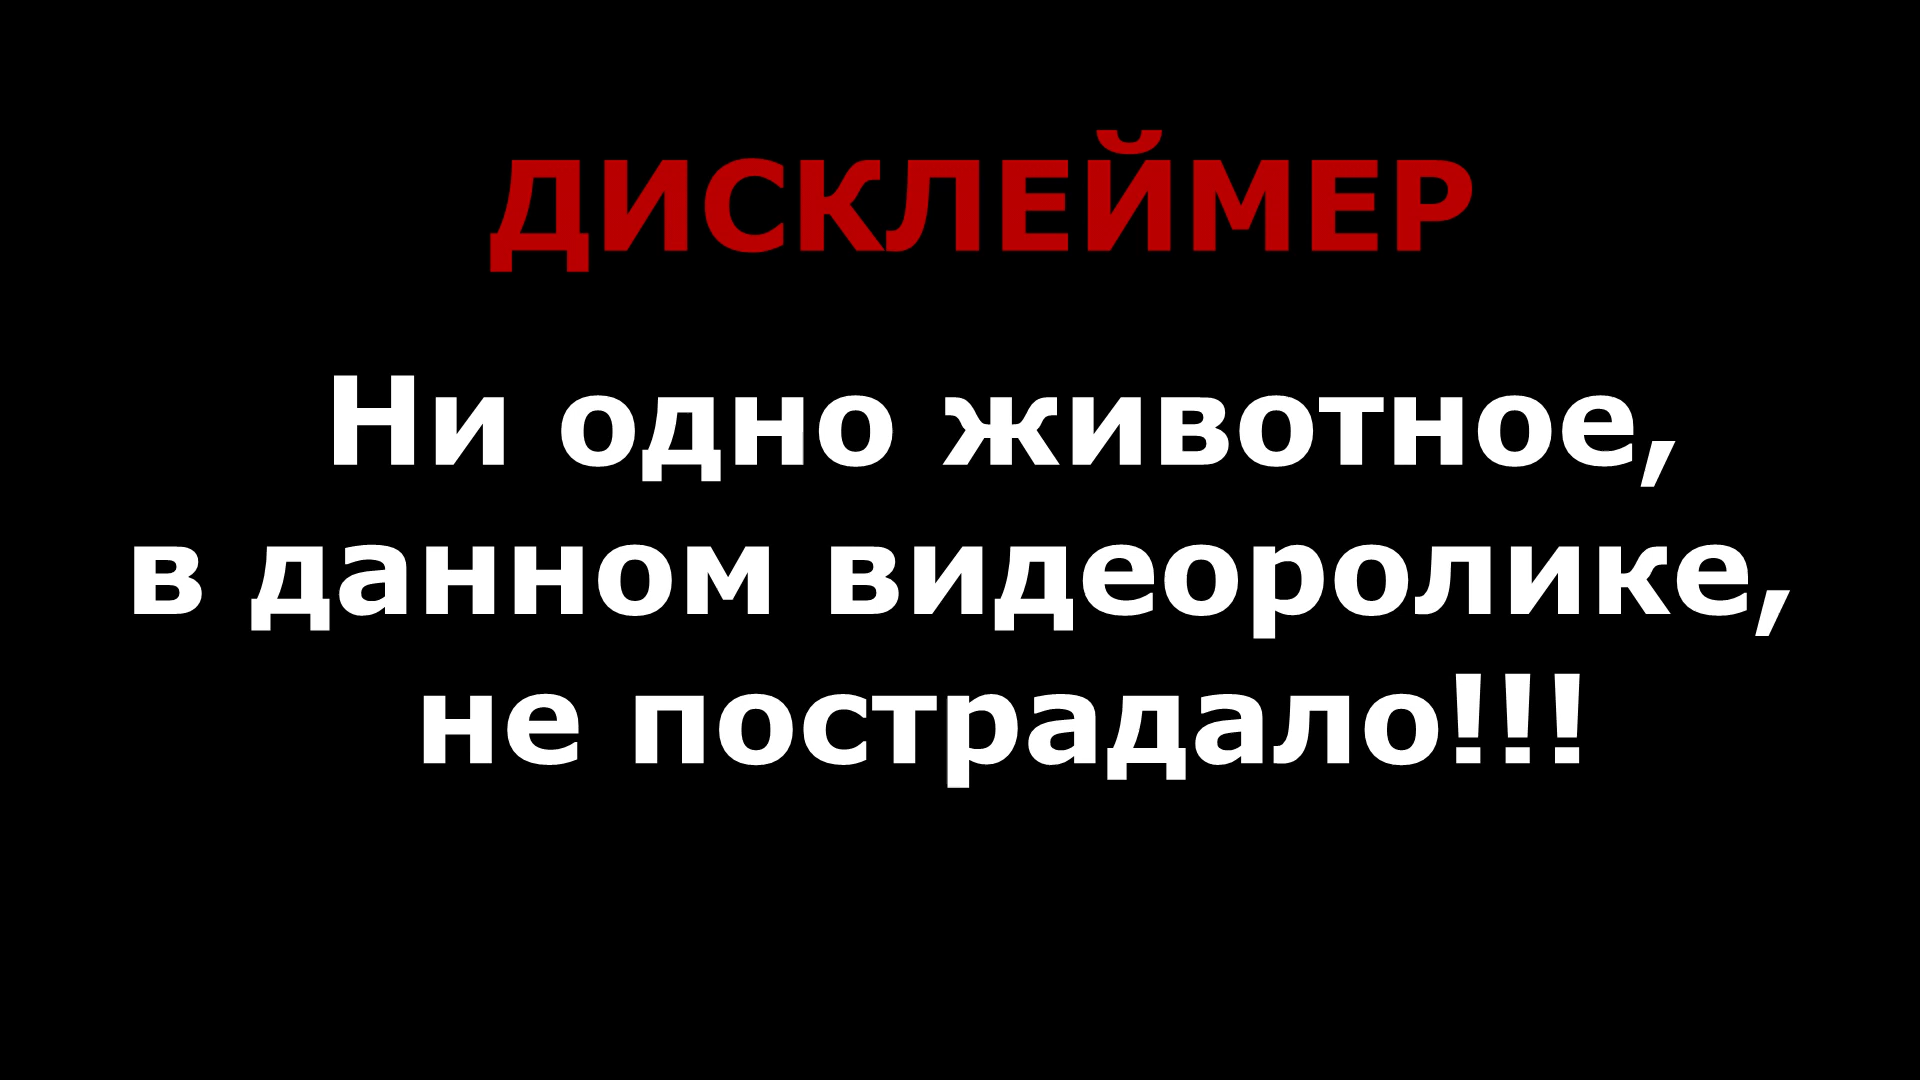 ДИСКЛЕЙМЕР
Ни одно животное,
в данном видеоролике,
не пострадало!!!